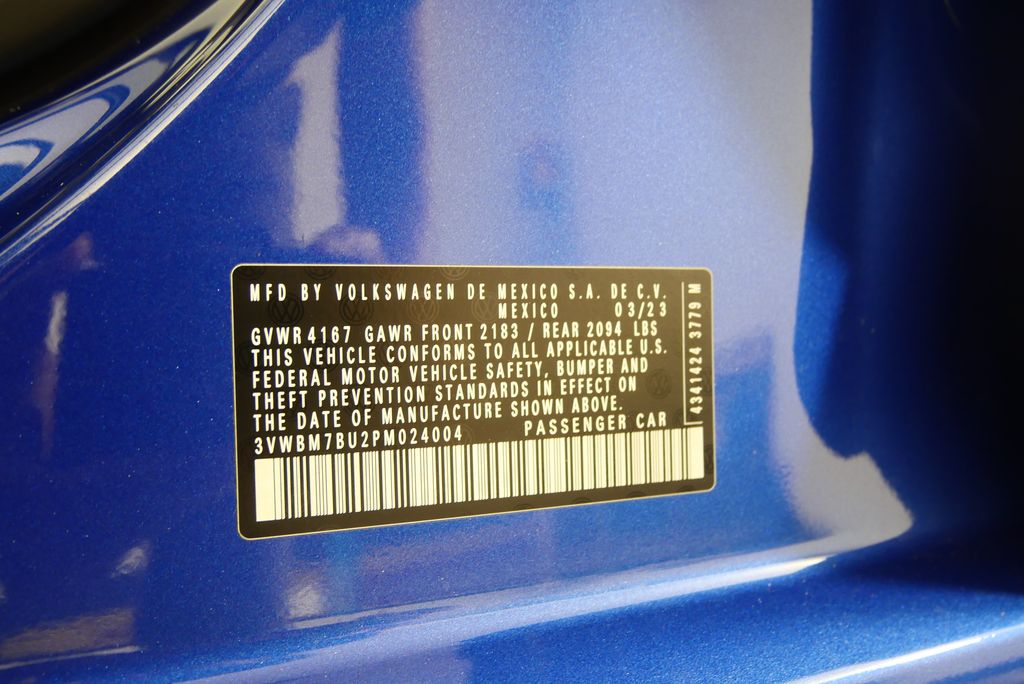 MFD BY VOLKSWAGEN DE MEXICO S.A. DE C.V.
MEXICO 03/23
GVWR 4167 GAWR FRONT 2183 / REAR 2094 LBS
THIS VEHICLE CONFORMS TO ALL APPLICABLE U.S.
FEDERAL MOTOR VEHICLE SAFETY, BUMPER AND
THEFT PREVENTION STANDARDS IN EFFECT ON
THE DATE OF MANUFACTURE SHOWN ABOVE.
3VWBM7BU2PM024004 PASSENGER CAR
43A1424 3779 M